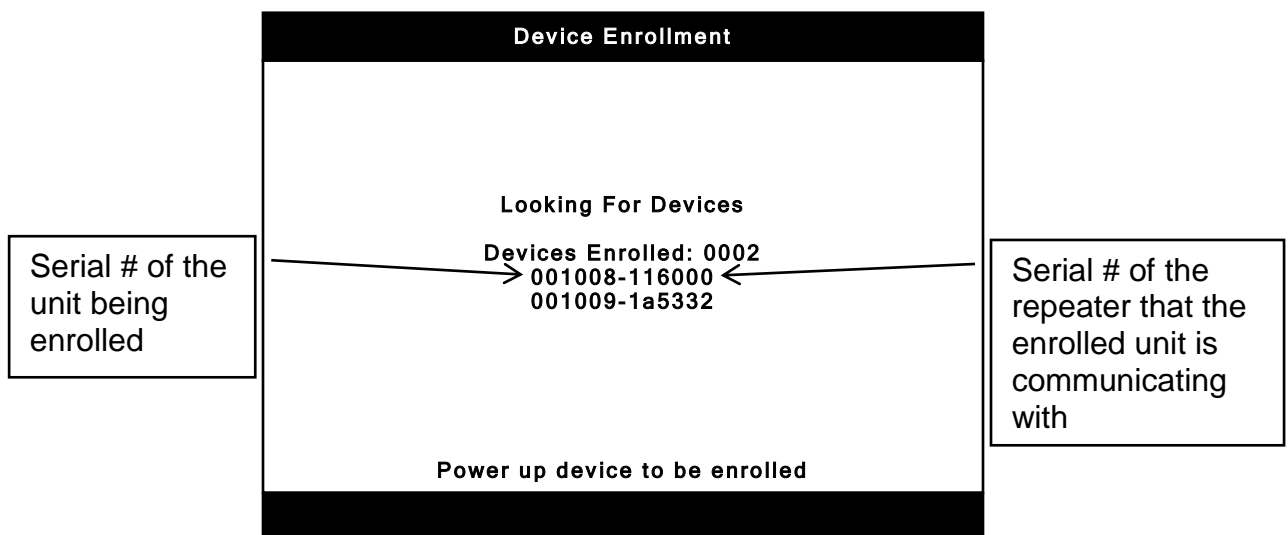 Device Enrollment
Looking For Devices
Devices Enrolled: 0002
001008-116000
001009-1a5332
Power up device to be enrolled
Serial # of the
unit being
enrolled
Serial # of the
repeater that the
enrolled unit is
communicating
with